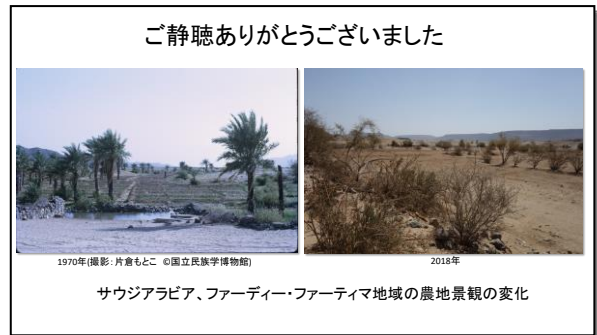 ご静聴ありがとうございました
1970年(撮影：片倉もとこ ©国立民族学博物館)
2018年
サウジアラビア、ファーディー・ファーティマ地域の農地景観の変化